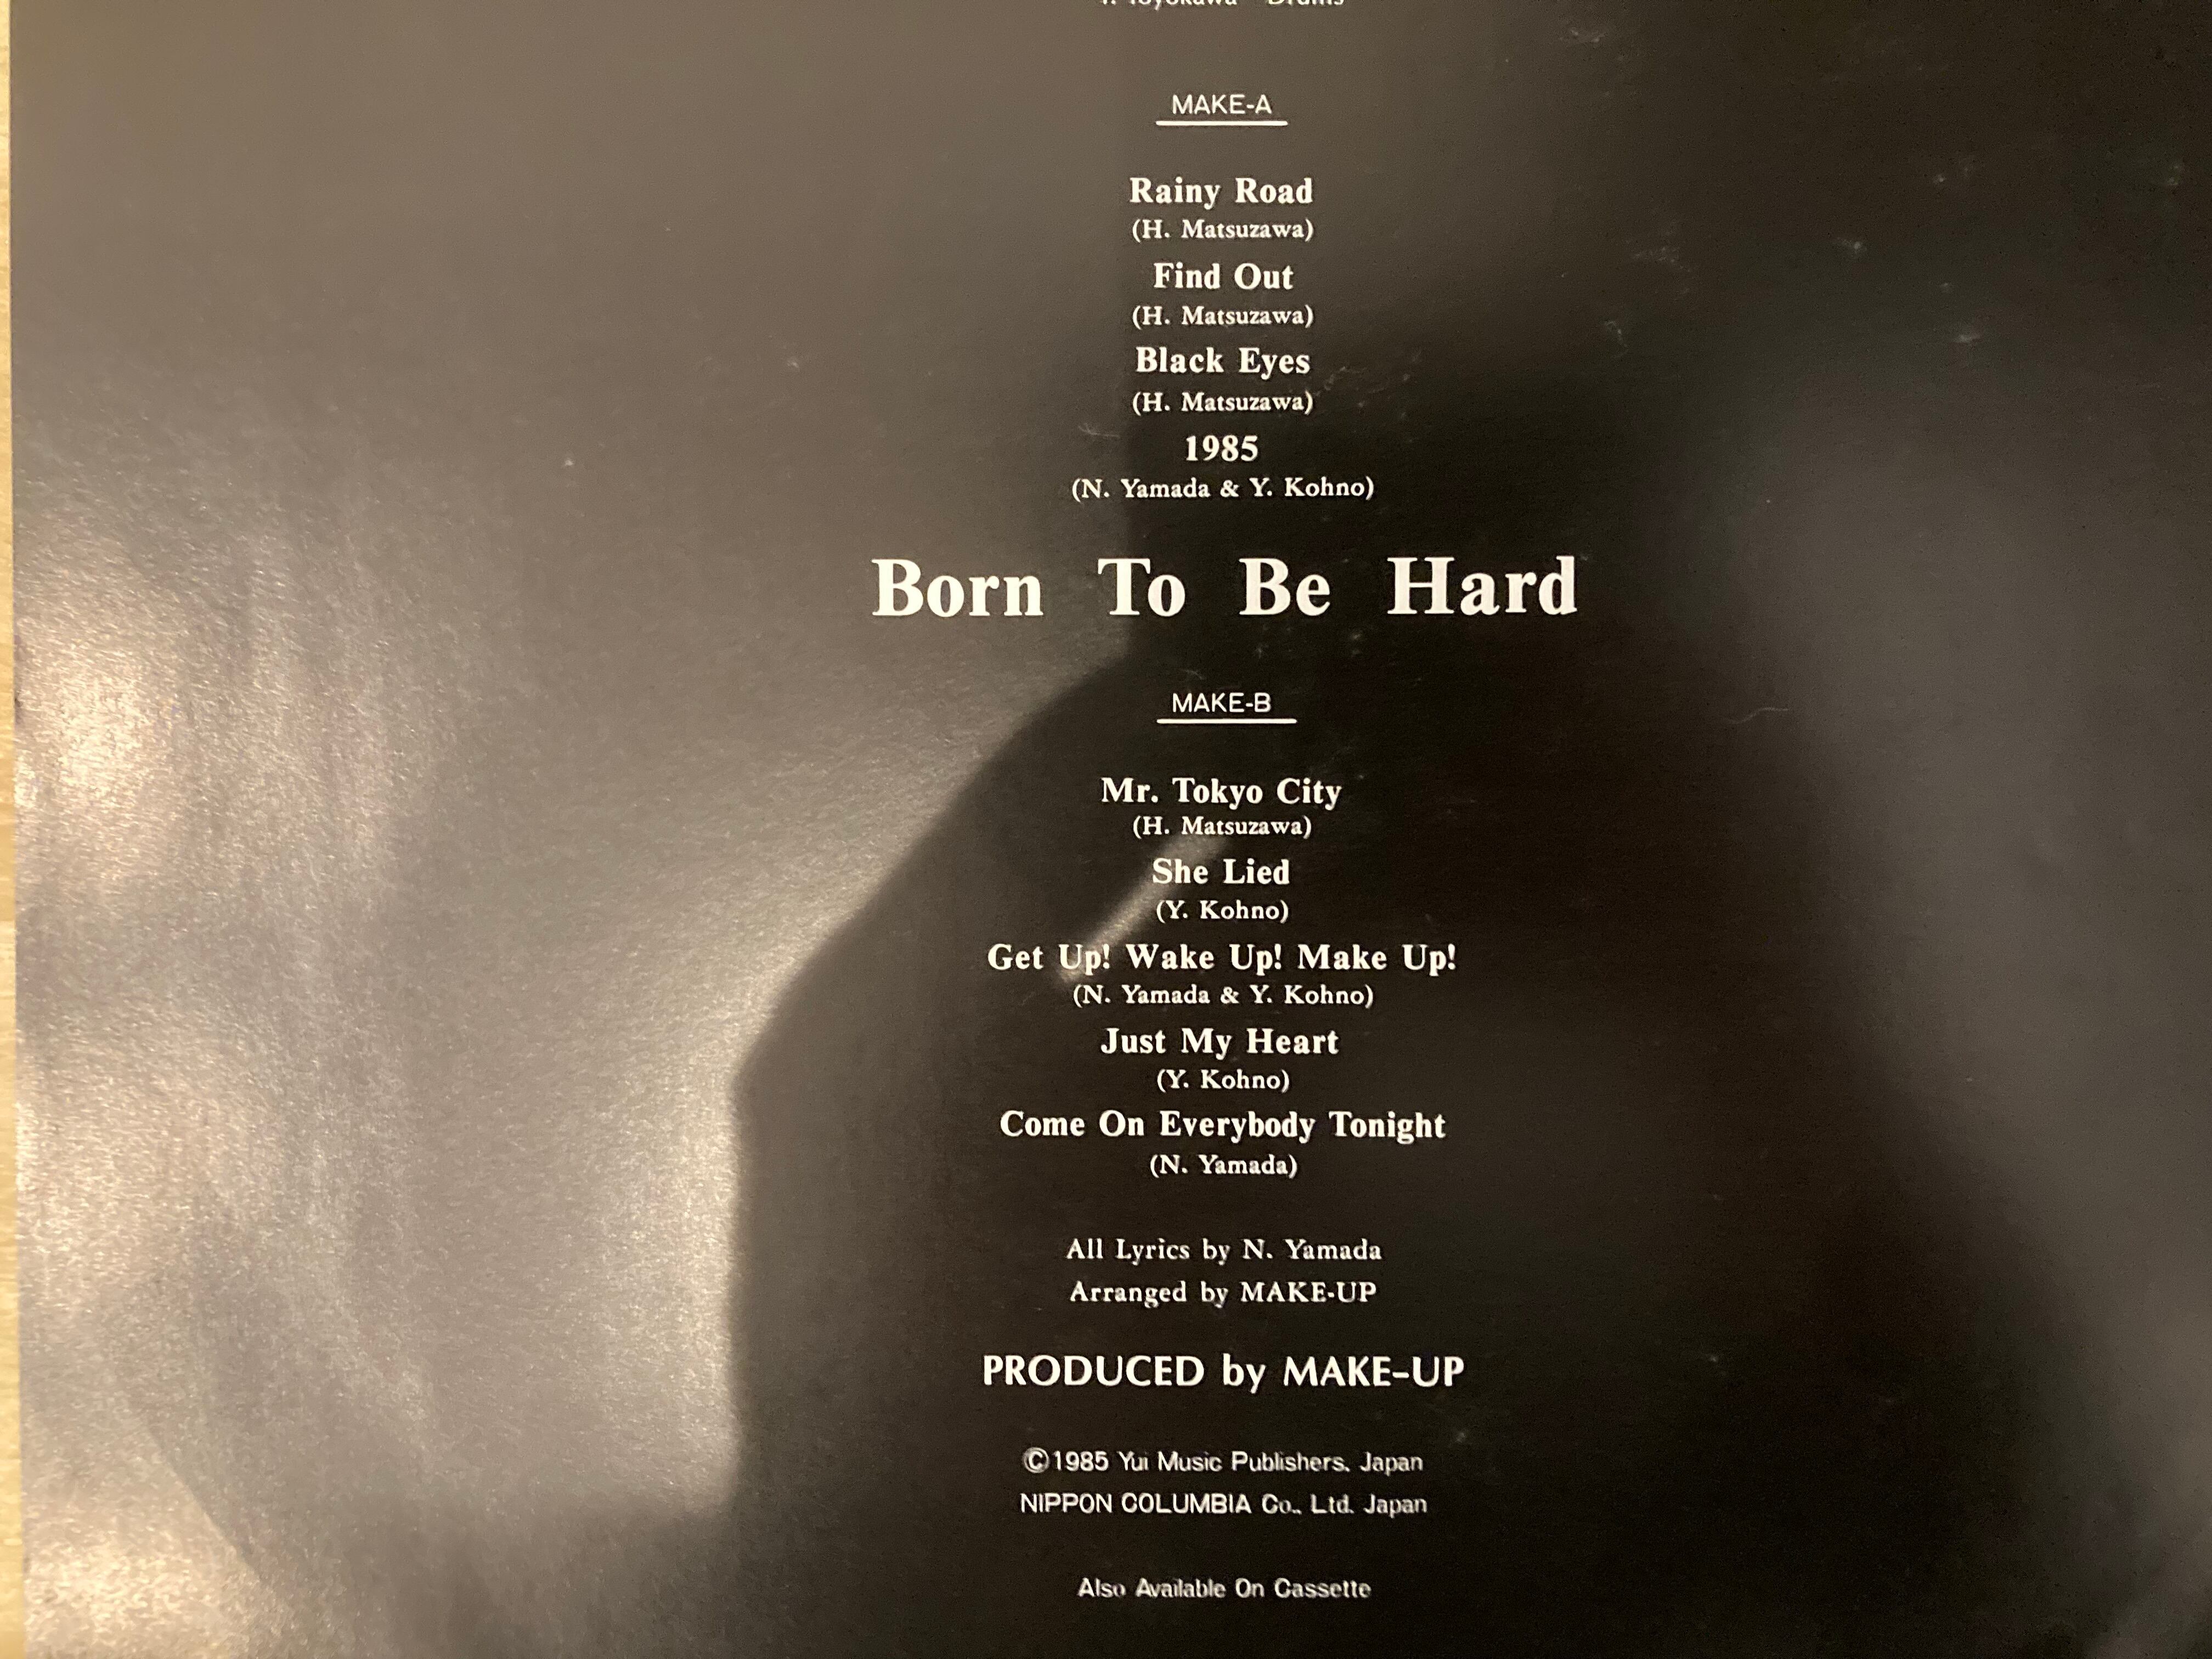 Toyokawa Drums
MAKE-A
Rainy Road
(H. Matsuzawa)
Find Out
(H. Matsuzawa)
Black Eyes
(H. Matsuzawa)
1985
(N. Yamada & Y. Kohno)
Born To Be Hard
MAKE-B
Mr. Tokyo City
(H. Matsuzawa)
She Lied
(Y. Kohno)
Get Up! Wake Up! Make Up!
(N. Yamada & Y. Kohno)
Just My Heart
(Y. Kohno)
Come On Everybody Tonight
(N. Yamada)
All Lyrics by N. Yamada
Arranged by MAKE-UP
PRODUCED by MAKE-UP
©1985 Yui Music Publishers, Japan
NIPPON COLUMBIA Co., Ltd. Japan
Also Available On Cassette